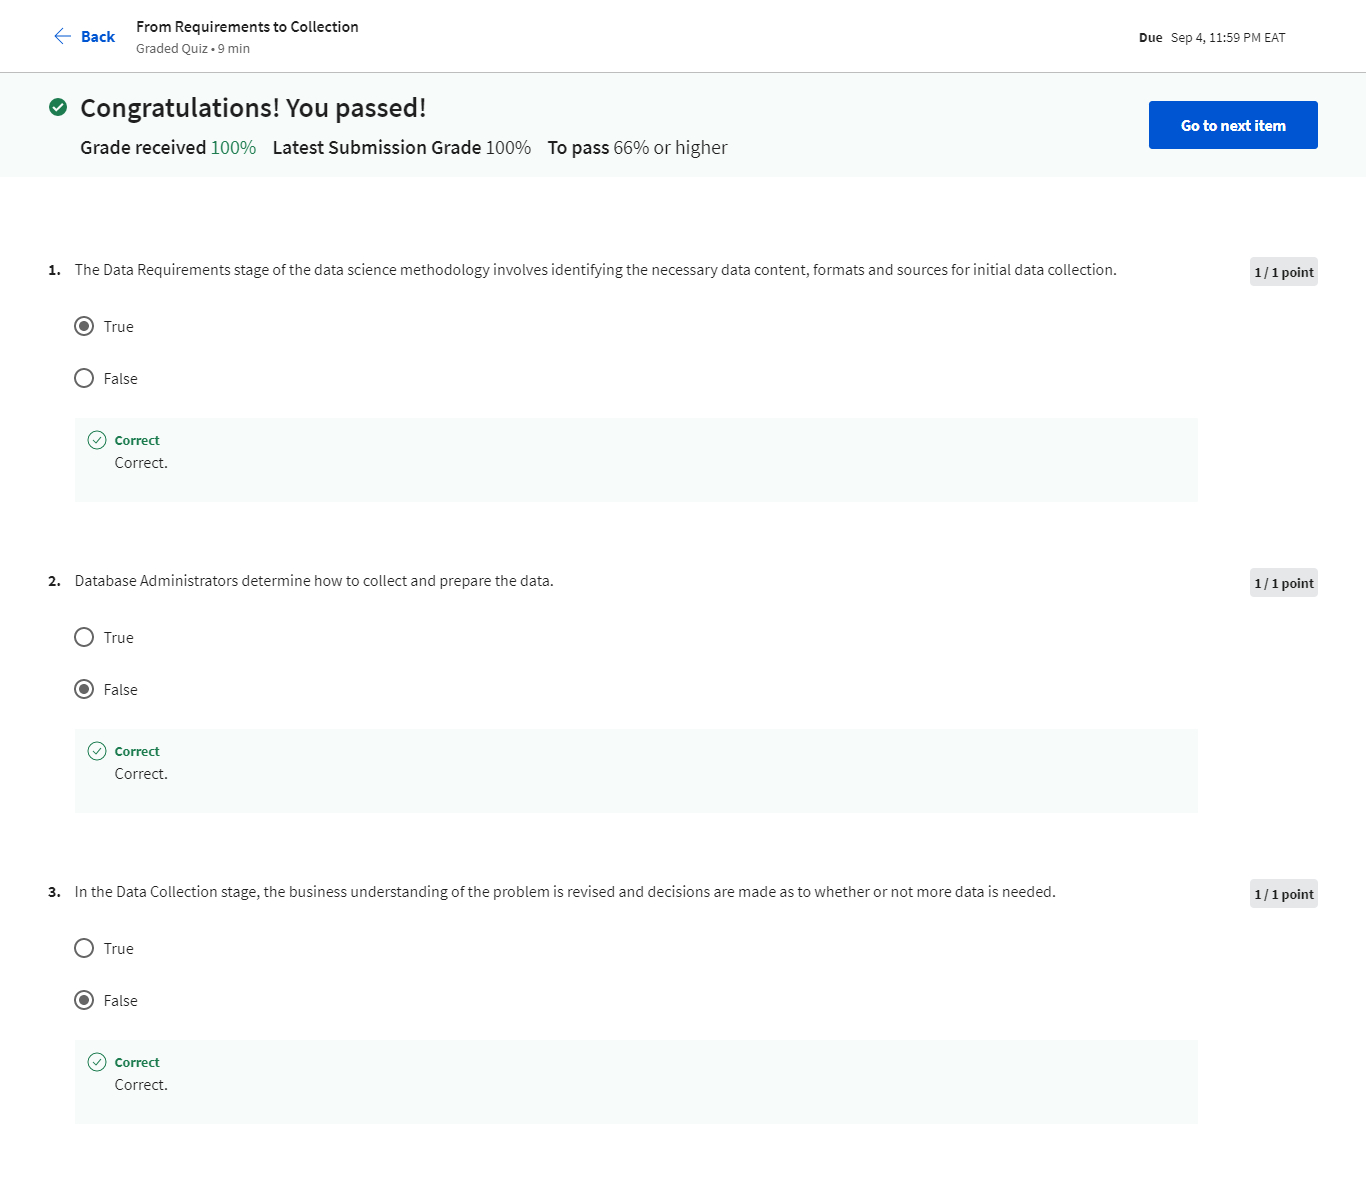 Back
From Requirements to Collection
Graded Quiz • 9 min
Due Sep 4, 11:59 PM EAT
Congratulations! You passed!
Grade received 100% Latest Submission Grade 100% To pass 66% or higher
Go to next item
1. The Data Requirements stage of the data science methodology involves identifying the necessary data content, formats and sources for initial data collection.
1 / 1 point
True
False
Correct
Correct.
2. Database Administrators determine how to collect and prepare the data.
1 / 1 point
True
False
Correct
Correct.
3. In the Data Collection stage, the business understanding of the problem is revised and decisions are made as to whether or not more data is needed.
1 / 1 point
True
False
Correct
Correct.